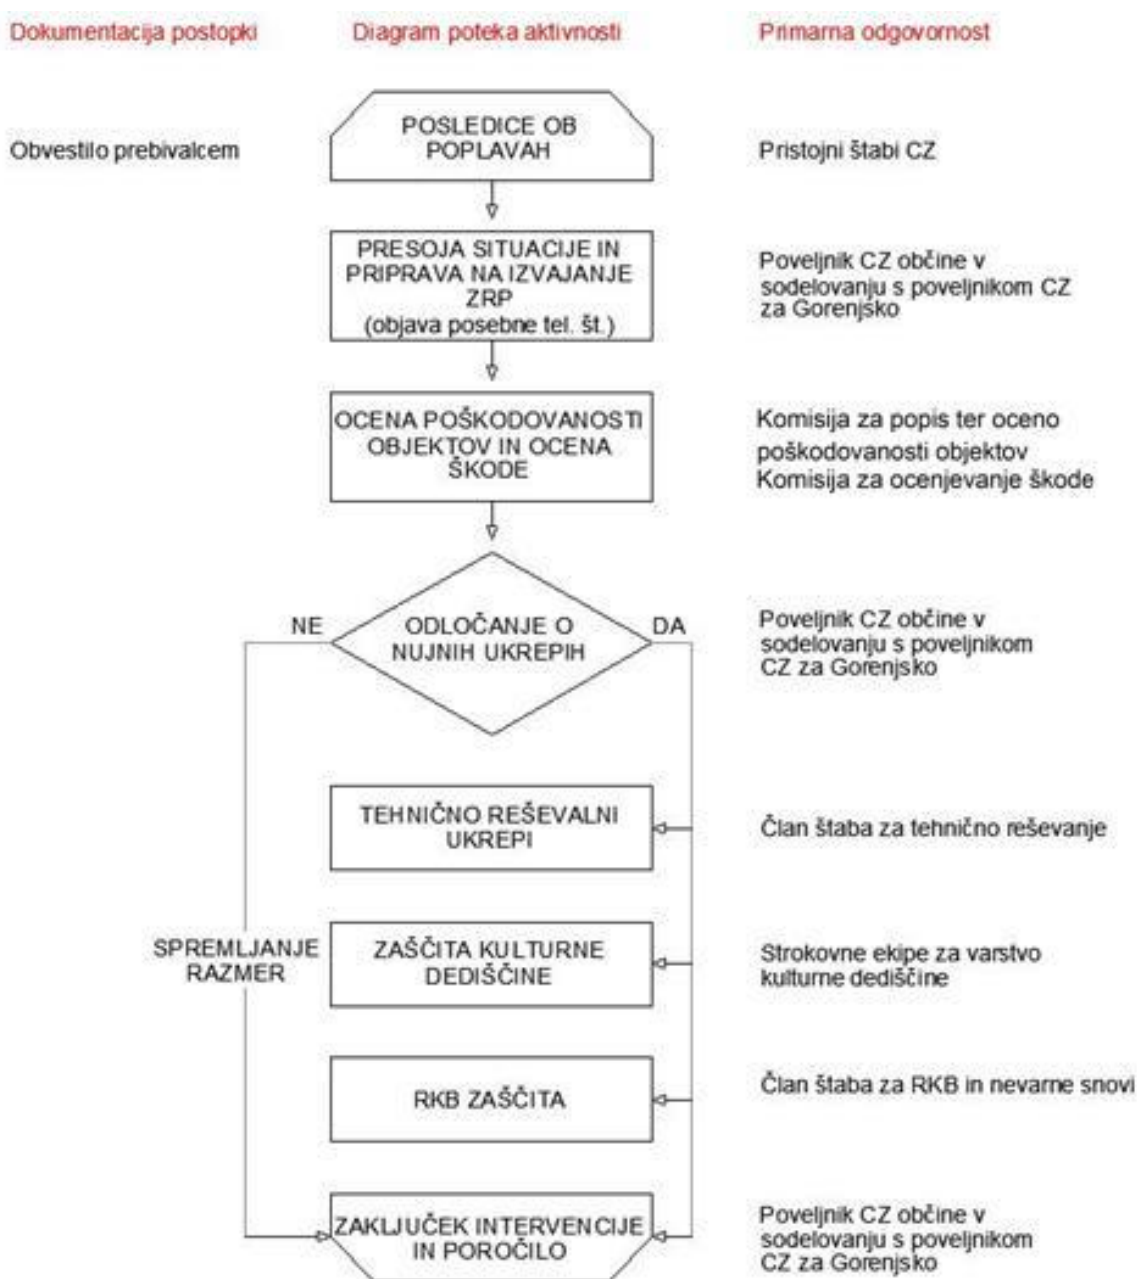 Dokumentacija postopki
Diagram poteka aktivnosti
Primarna odgovornost
Obvestilo prebivalcem
POSLEDICE OB
POPLAVAH
Pristojni štabi CZ
PRESOJA SITUACIJE IN
PRIPRAVA NA IZVAJANJE
ZRP
(objava posebne tel. št.)
Poveljnik CZ občine v
sodelovanju s poveljnikom CZ
za Gorenjsko
OCENA POŠKODOVANOSTI
OBJEKTOV IN OCENA
ŠKODE
Komisija za popis ter oceno
poškodovanosti objektov
Komisija za ocenjevanje škode
NE
ODLOČANJE O
NUJNIH UKREPIH
DA
Poveljnik CZ občine v
sodelovanju s poveljnikom
CZ za Gorenjsko
TEHNIČNO REŠEVALNI
UKREPI
Član štaba za tehnično reševanje
SPREMLJANJE
RAZMER
ZAŠČITA KULTURNE
DEDIŠČINE
Strokovne ekipe za varstvo
kulturne dediščine
RKB ZAŠČITA
Član štaba za RKB in nevarne snovi
ZAKLJUČEK INTERVENCIJE
IN POROČILO
Poveljnik CZ občine v
sodelovanju s poveljnikom
CZ za Gorenjsko